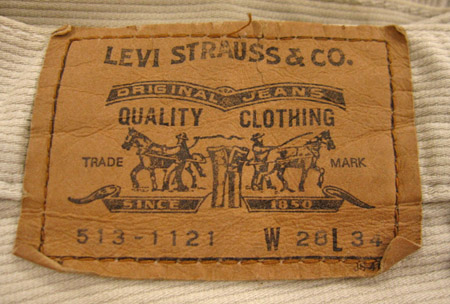 LEVI STRAUSS & CO.
ORIGINAL JEANS
QUALITY CLOTHING
TRADE MARK
SINCE 1850
513-1121 W 28 L 34